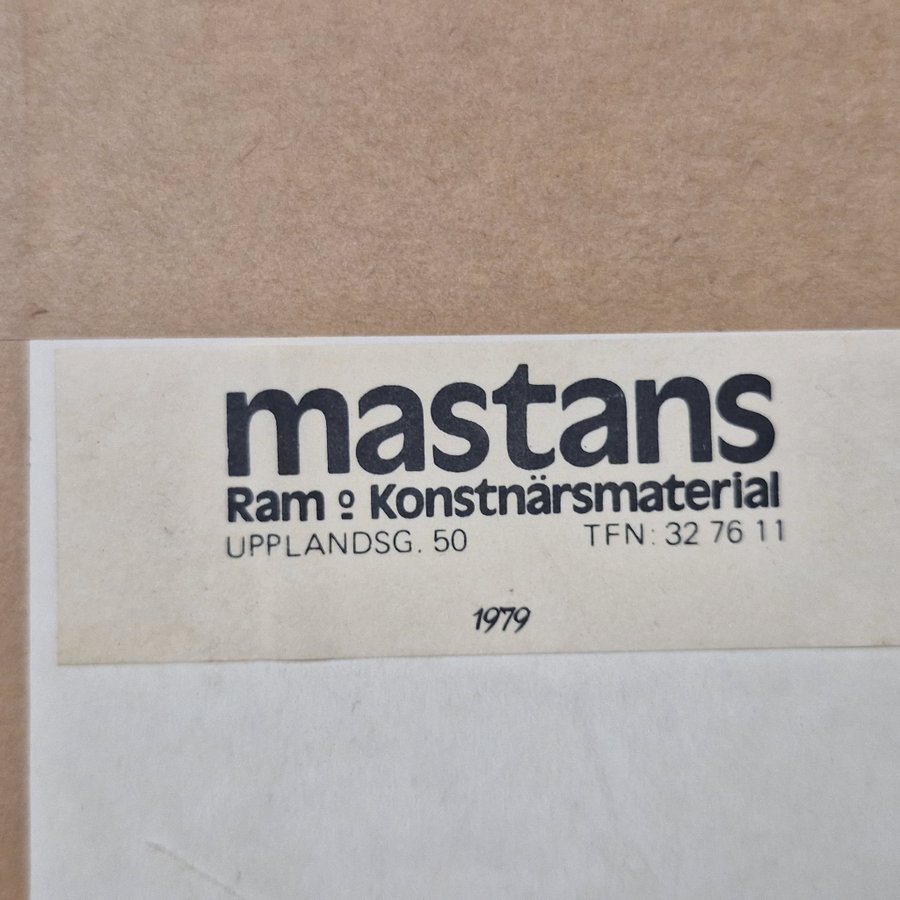 mastans
Ram o Konstnärsmaterial
UPPLANDSG. 50 TFN: 32 76 11
1979